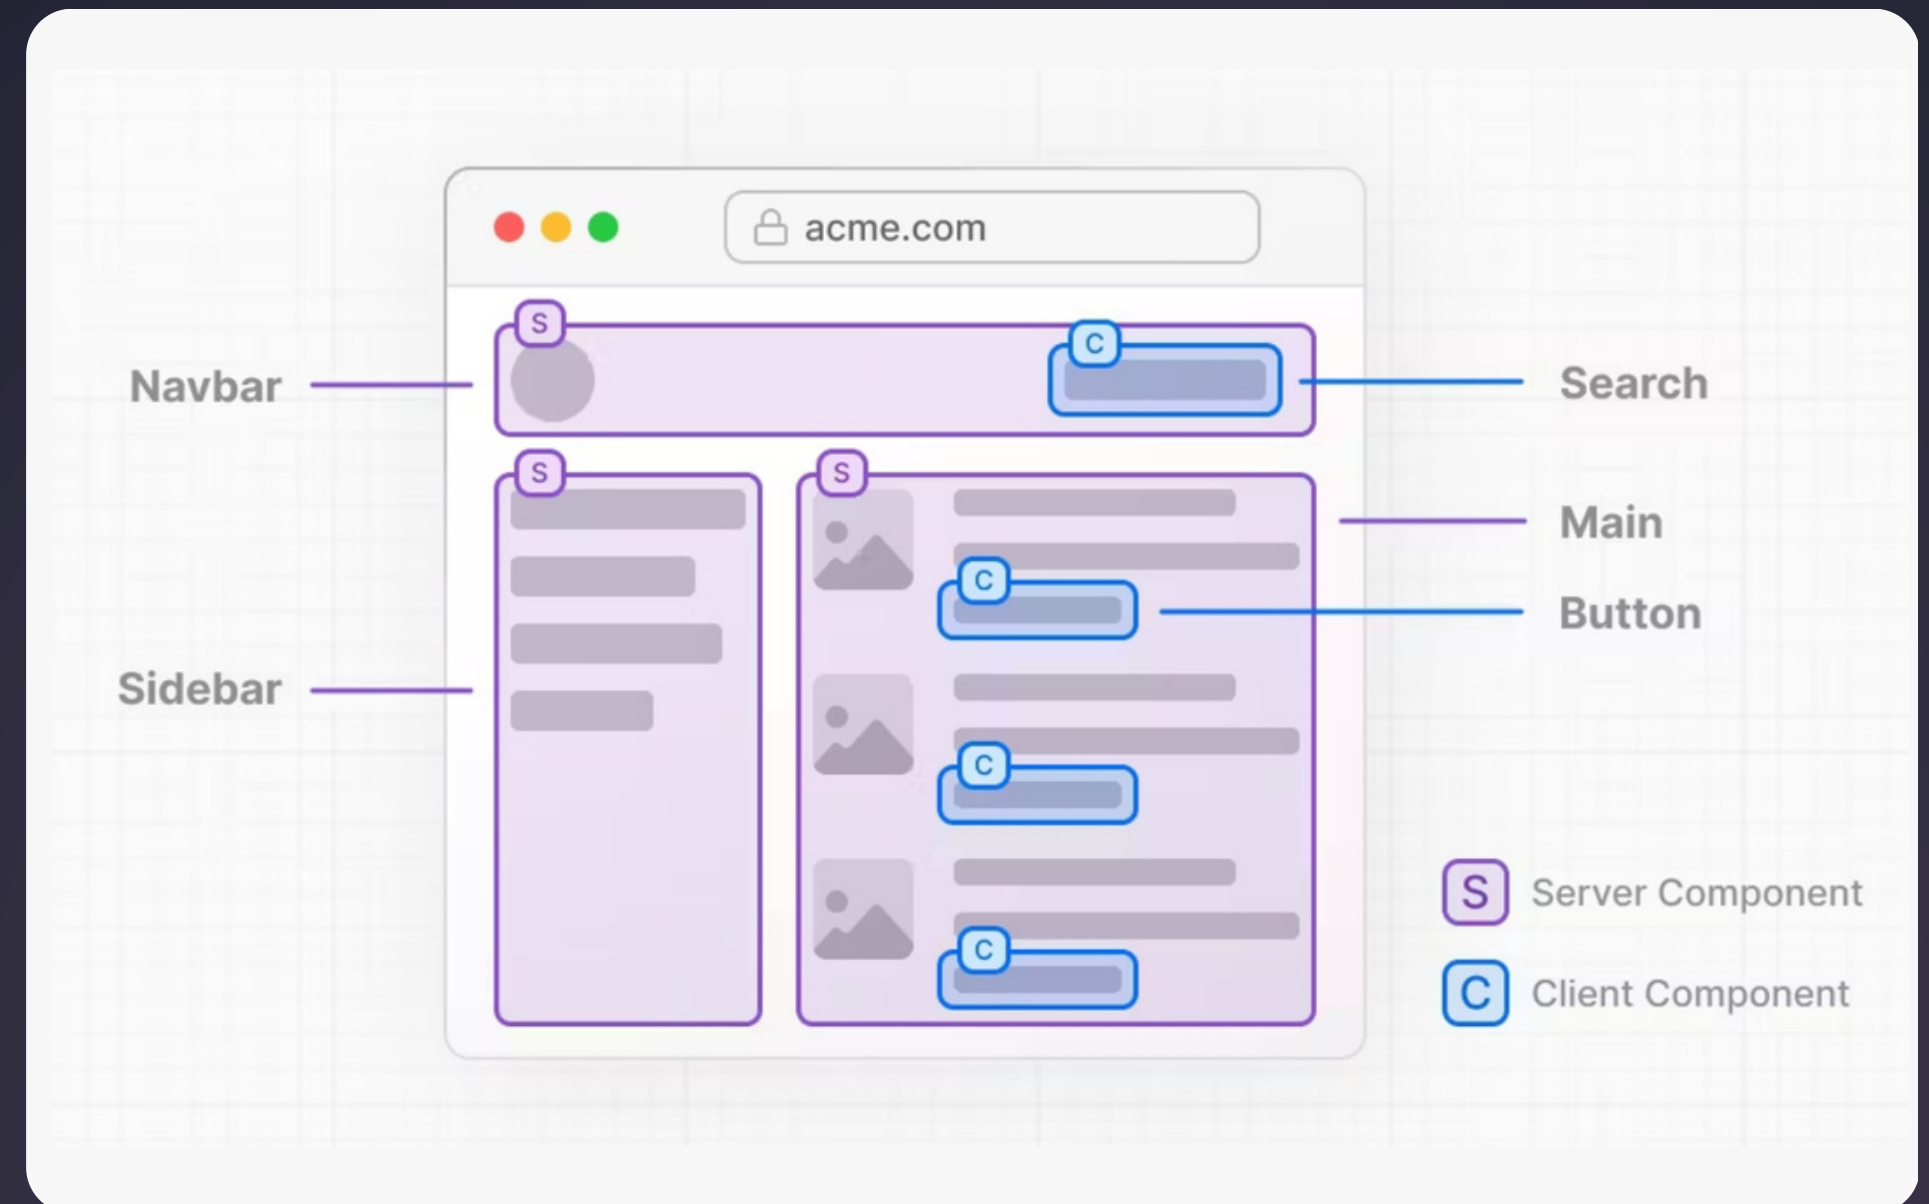 acme.com
S
C
Navbar
Search
S
S
Main
C
Button
Sidebar
C
S Server Component
C
C Client Component